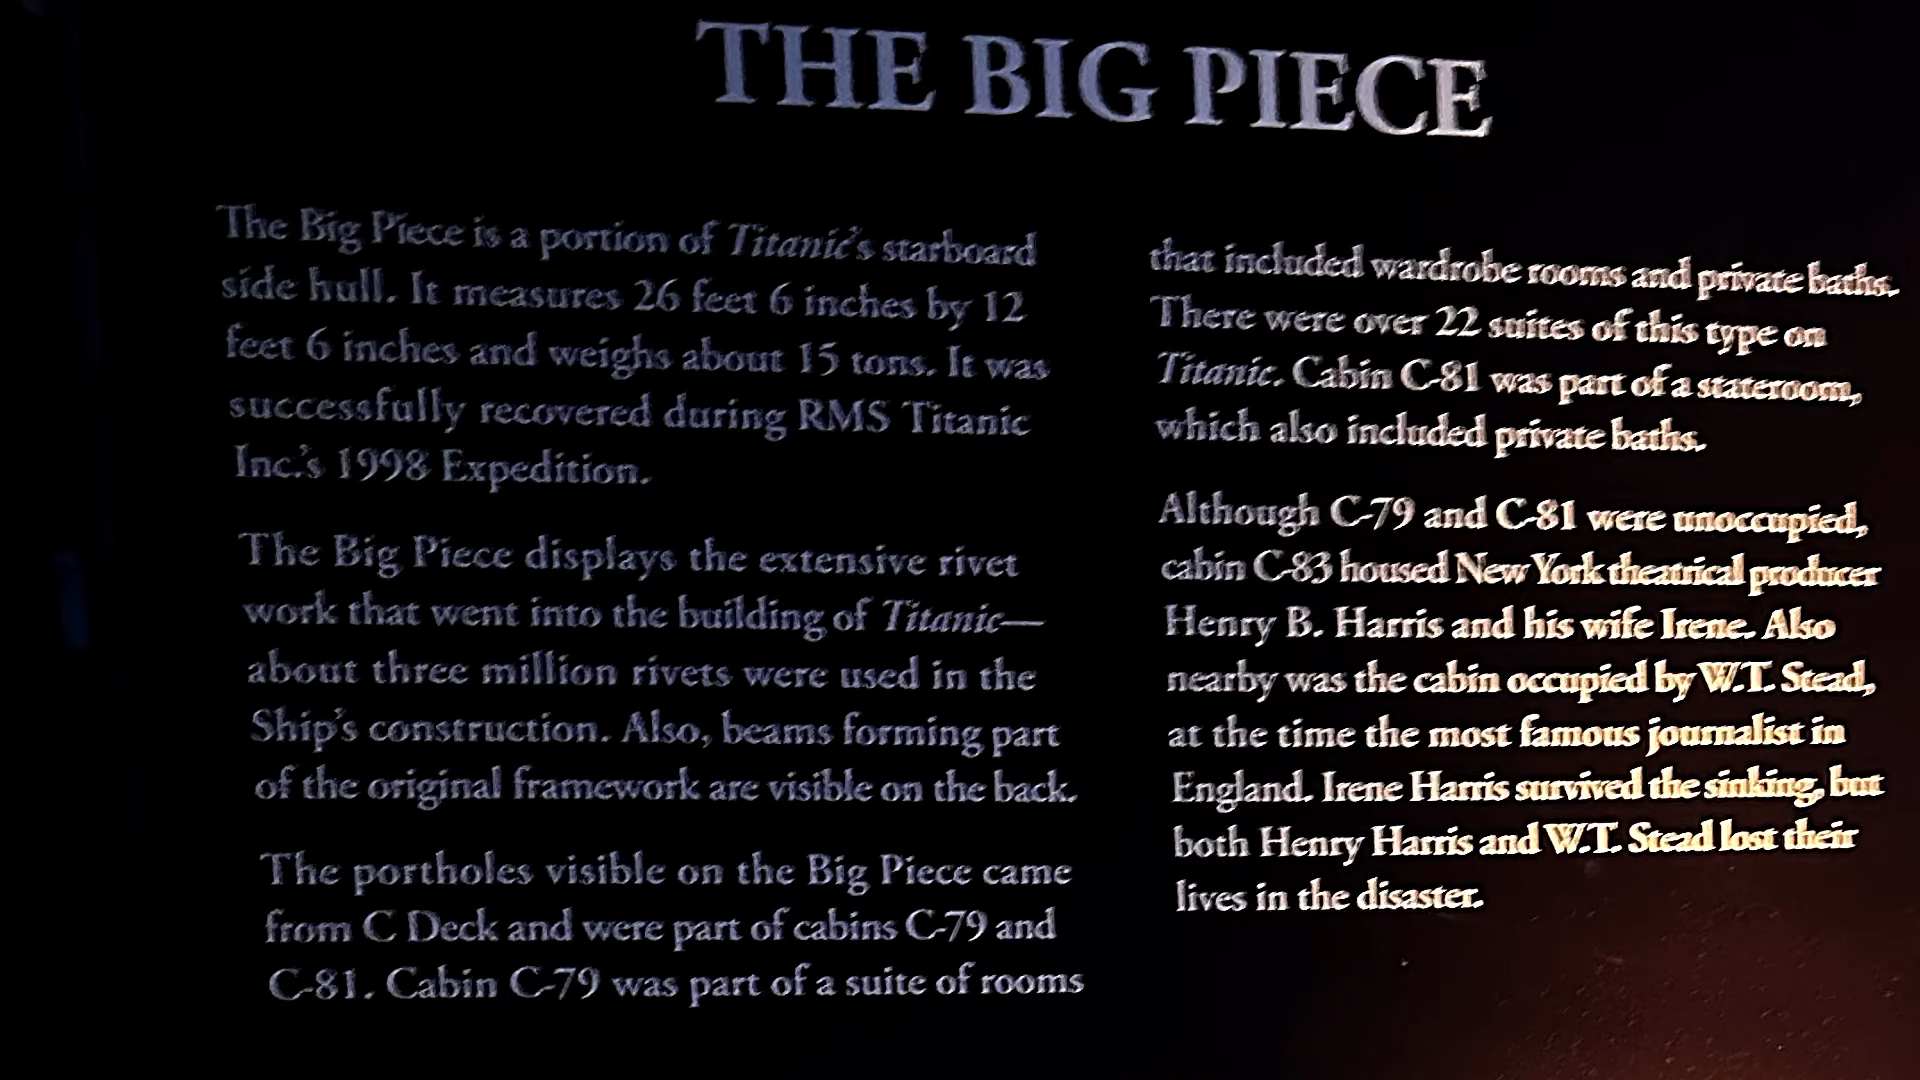 THE BIG PIECE
The Big Piece is a portion of Titanic's starboard
side hull. It measures 26 feet 6 inches by 12
feet 6 inches and weighs about 15 tons. It was
successfully recovered during RMS Titanic
Inc.'s 1998 Expedition.
The Big Piece displays the extensive rivet
work that went into the building of Titanic—
about three million rivets were used in the
Ship's construction. Also, beams forming part
of the original framework are visible on the back.
The portholes visible on the Big Piece came
from C Deck and were part of cabins C-79 and
C-81. Cabin C-79 was part of a suite of rooms
that included wardrobe rooms and private baths.
There were over 22 suites of this type on
Titanic. Cabin C-81 was part of a stateroom,
which also included private baths.
Although C-79 and C-81 were unoccupied,
cabin C-83 housed New York theatrical producer
Henry B. Harris and his wife Irene. Also
nearby was the cabin occupied by W.T. Stead,
at the time the most famous journalist in
England. Irene Harris survived the sinking, but
both Henry Harris and W.T. Stead lost their
lives in the disaster.